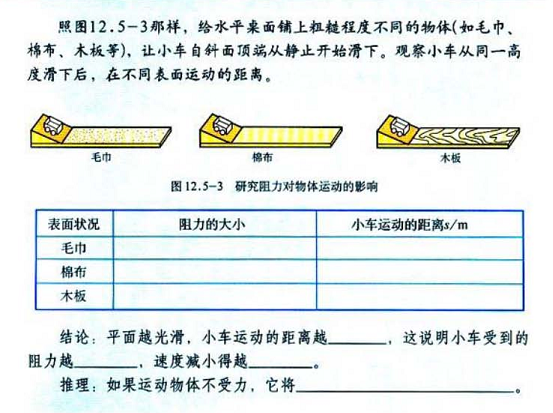 照图12.5-3那样，给水平桌面铺上粗糙程度不同的物体(如毛巾、
棉布、木板等)，让小车自斜面顶端从静止开始滑下。观察小车从同一高
度滑下后，在不同表面运动的距离。
毛巾 棉布 木板
图12.5-3 研究阻力对物体运动的影响
表面状况 阻力的大小 小车运动的距离s/m
毛巾
棉布
木板
结论：平面越光滑，小车运动的距离越______，这说明小车受到的
阻力越______，速度减小得越______。
推理：如果运动物体不受力，它将______________________。